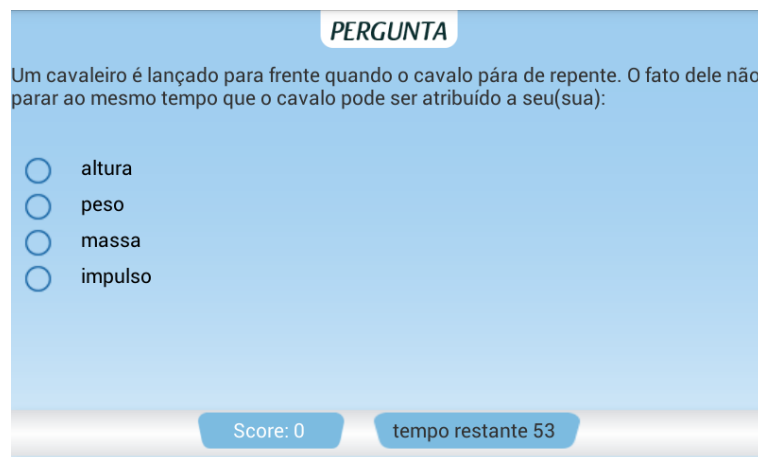 PERGUNTA
Um cavaleiro é lançado para frente quando o cavalo pára de repente. O fato dele não
parar ao mesmo tempo que o cavalo pode ser atribuído a seu(sua):
altura
peso
massa
impulso
Score: 0
tempo restante 53